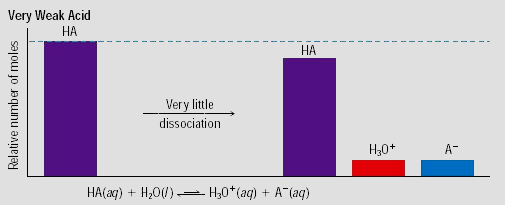 Very Weak Acid
HA
Relative number of moles
Very little
dissociation
HA
H₃O⁺
A⁻
HA(aq) + H₂O(l) ⇌ H₃O⁺(aq) + A⁻(aq)